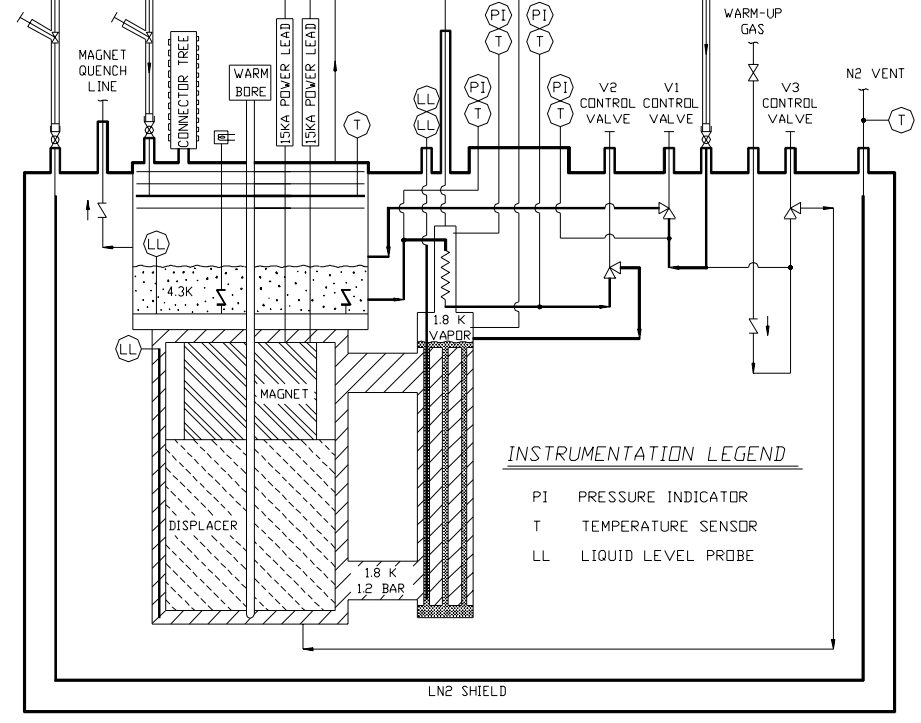 PI
PI
T
T
WARM-UP
GAS
MAGNET
QUENCH
LINE
CONNECTOR TREE
WARM
BORE
15KA POWER LEAD
15KA POWER LEAD
N2 VENT
LL
LL
PI
T
PI
T
V2
CONTROL
VALVE
V1
CONTROL
VALVE
V3
CONTROL
VALVE
T
T
LL
4.3K
1.8 K
VAPOR
LL
MAGNET
DISPLACER
1.8 K
1.2 BAR
INSTRUMENTATION LEGEND
PI PRESSURE INDICATOR
T TEMPERATURE SENSOR
LL LIQUID LEVEL PROBE
LN2 SHIELD